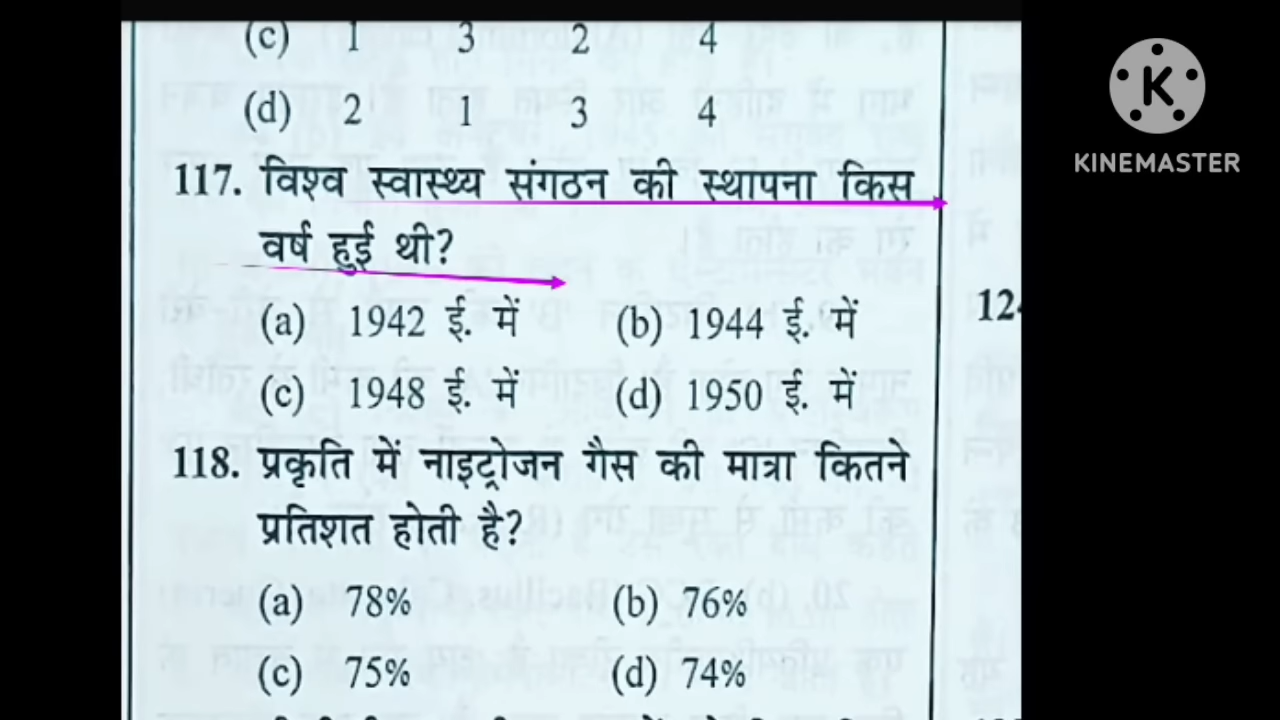 (c) 1 3 2 4
(d) 2 1 3 4
117. विश्व स्वास्थ्य संगठन की स्थापना किस
वर्ष हुई थी?
(a) 1942 ई. में (b) 1944 ई. में
(c) 1948 ई. में (d) 1950 ई. में
118. प्रकृति में नाइट्रोजन गैस की मात्रा कितने
प्रतिशत होती है?
(a) 78% (b) 76%
(c) 75% (d) 74%
K
KINEMASTER